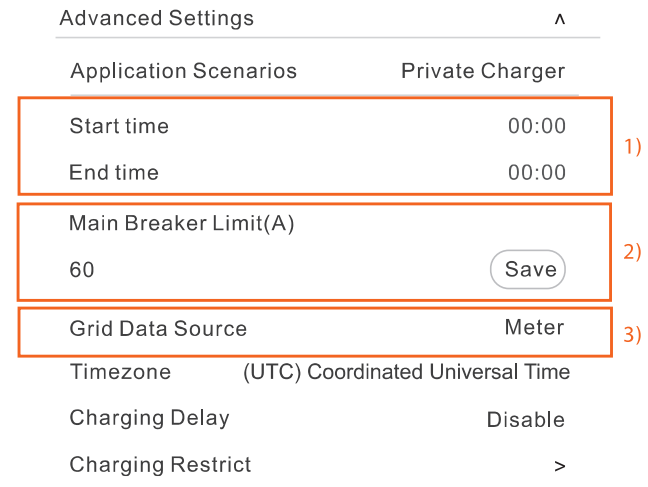 Advanced Settings ʌ
Application Scenarios Private Charger
Start time 00:00
1)
End time 00:00
Main Breaker Limit(A)
2)
60 Save
Grid Data Source Meter
3)
Timezone (UTC) Coordinated Universal Time
Charging Delay Disable
Charging Restrict >